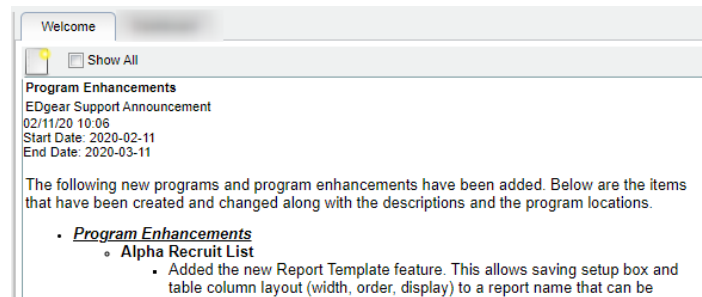 Welcome
Show All
Program Enhancements
EDgear Support Announcement
02/11/20 10:06
Start Date: 2020-02-11
End Date: 2020-03-11
The following new programs and program enhancements have been added. Below are the items
that have been created and changed along with the descriptions and the program locations.
Program Enhancements
Alpha Recruit List
Added the new Report Template feature. This allows saving setup box and
table column layout (width, order, display) to a report name that can be